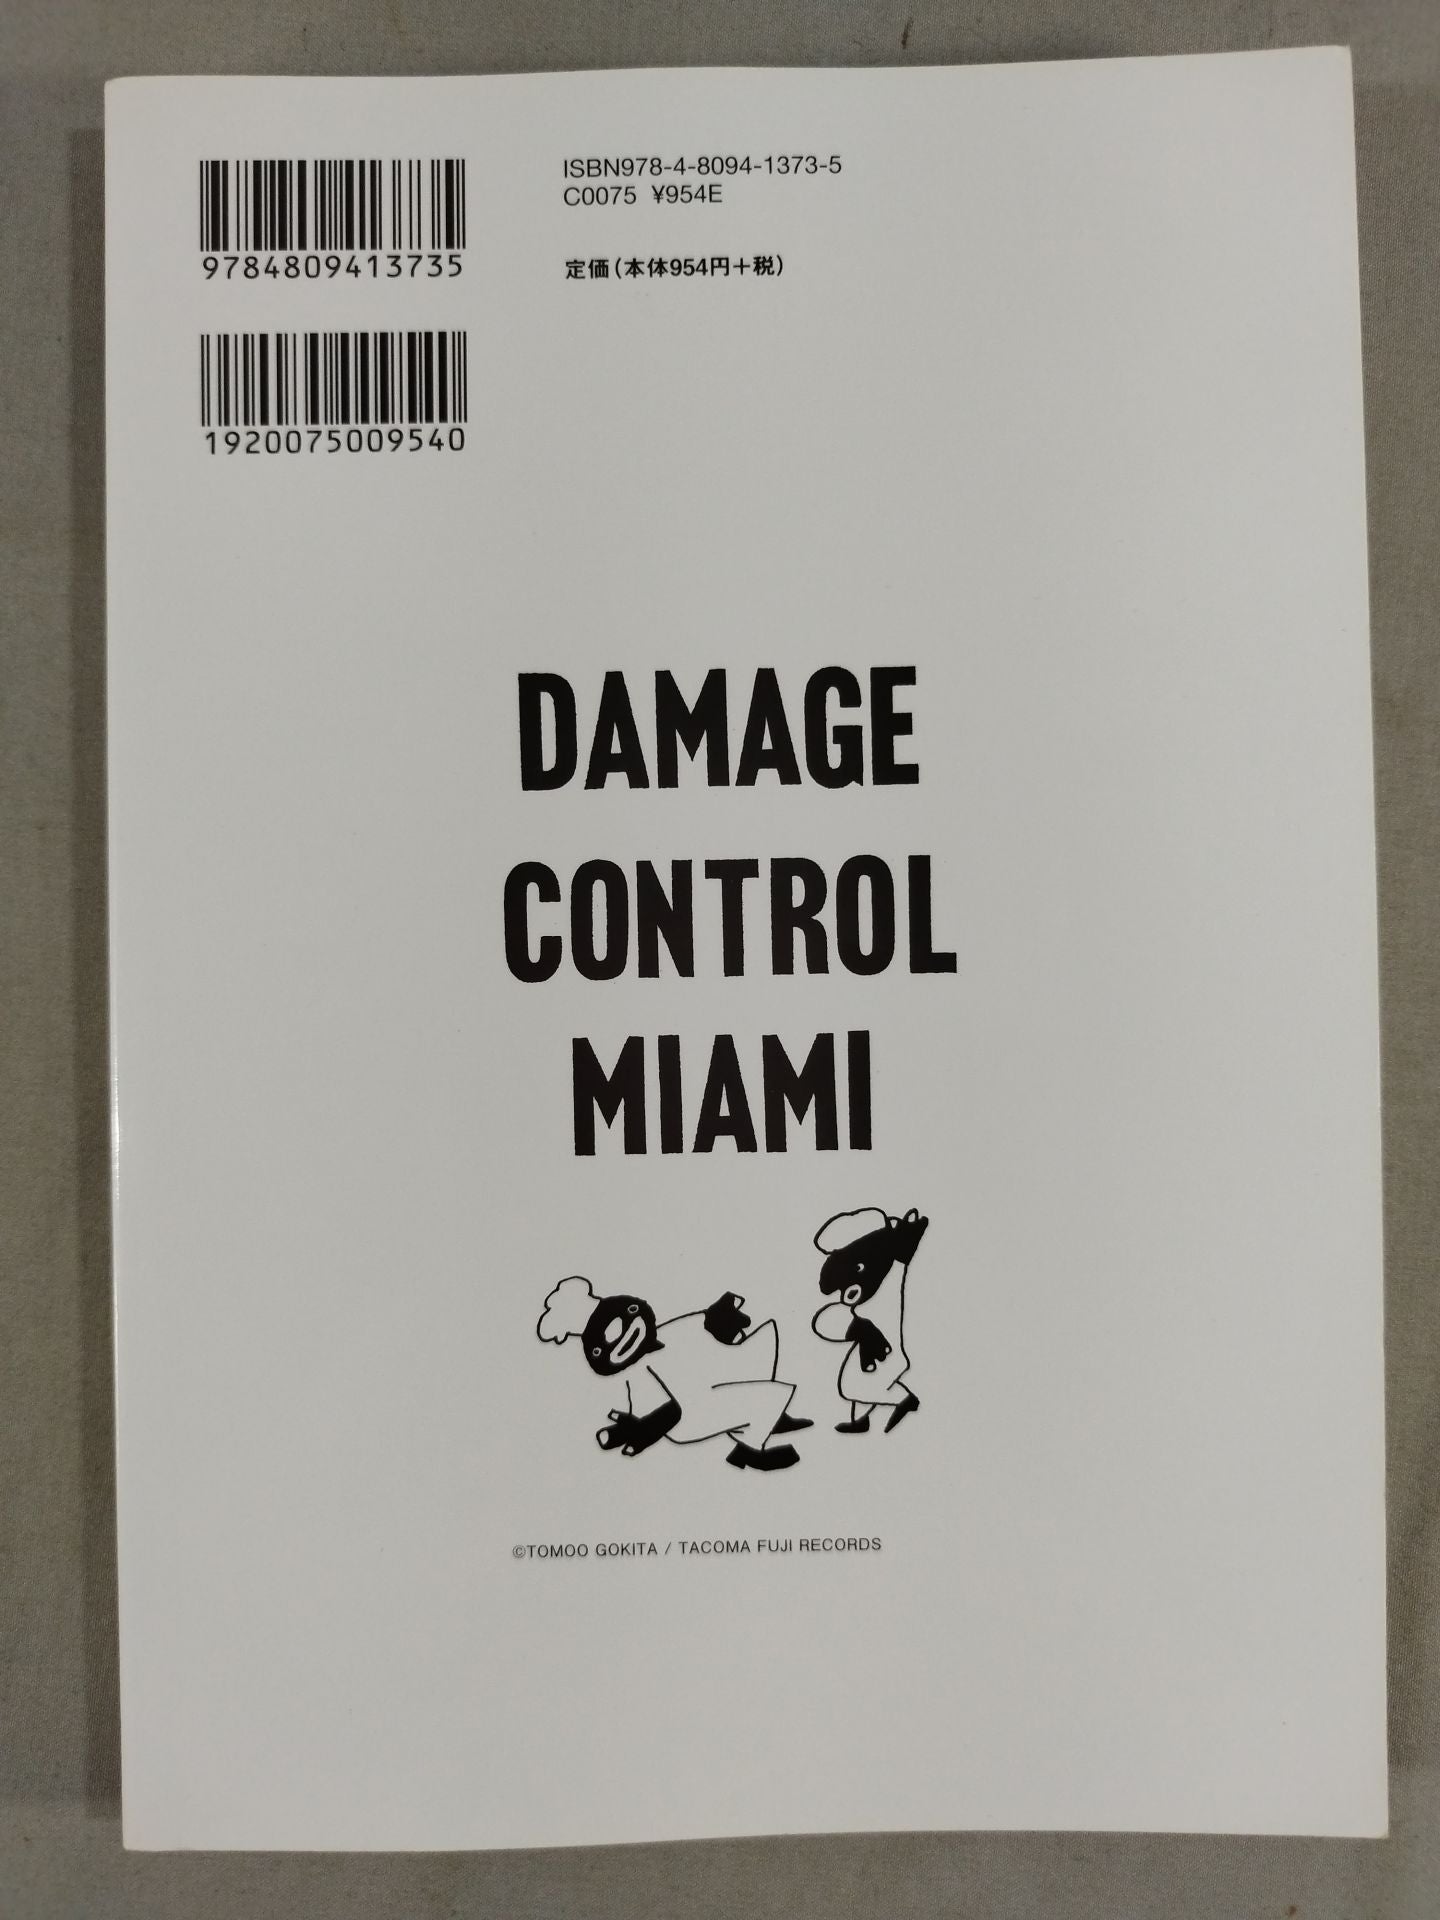 ISBN978-4-8094-1373-5
C0075 ¥954E
定価(本体954円+税)
9784809413735
1920075009540
DAMAGE
CONTROL
MIAMI
©TOMOO GOKITA / TACOMA FUJI RECORDS